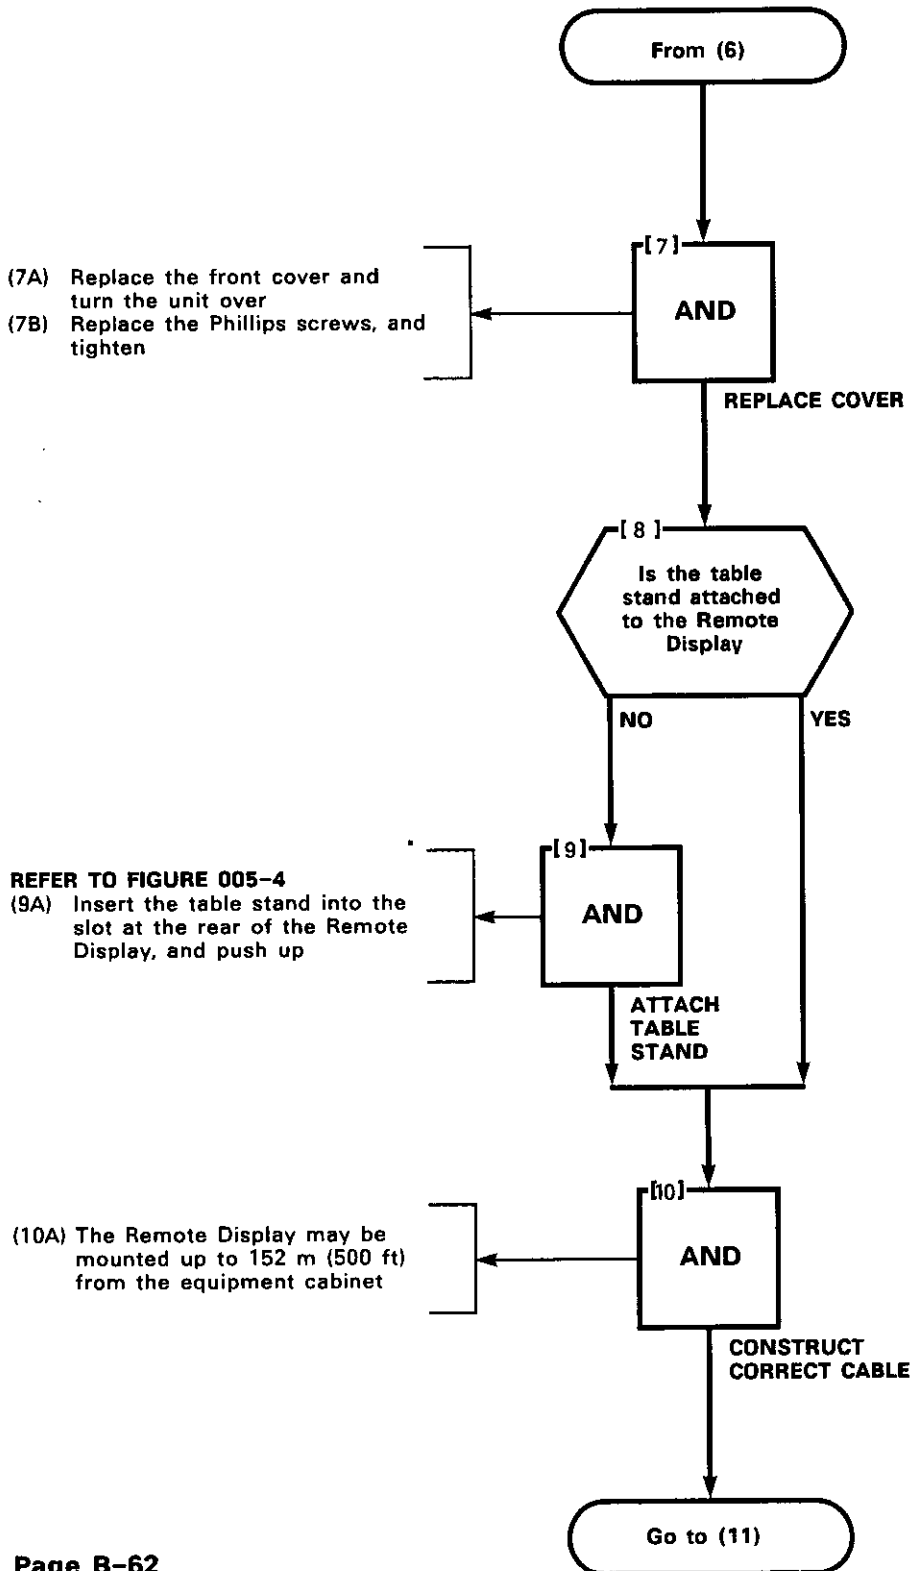 From (6)
[7]
(7A) Replace the front cover and
turn the unit over
(7B) Replace the Phillips screws, and
tighten
AND
REPLACE COVER
[8]
Is the table
stand attached
to the Remote
Display
NO
YES
[9]
REFER TO FIGURE 005-4
(9A) Insert the table stand into the
slot at the rear of the Remote
Display, and push up
AND
ATTACH
TABLE
STAND
[10]
(10A) The Remote Display may be
mounted up to 152 m (500 ft)
from the equipment cabinet
AND
CONSTRUCT
CORRECT CABLE
Go to (11)
Page B-62